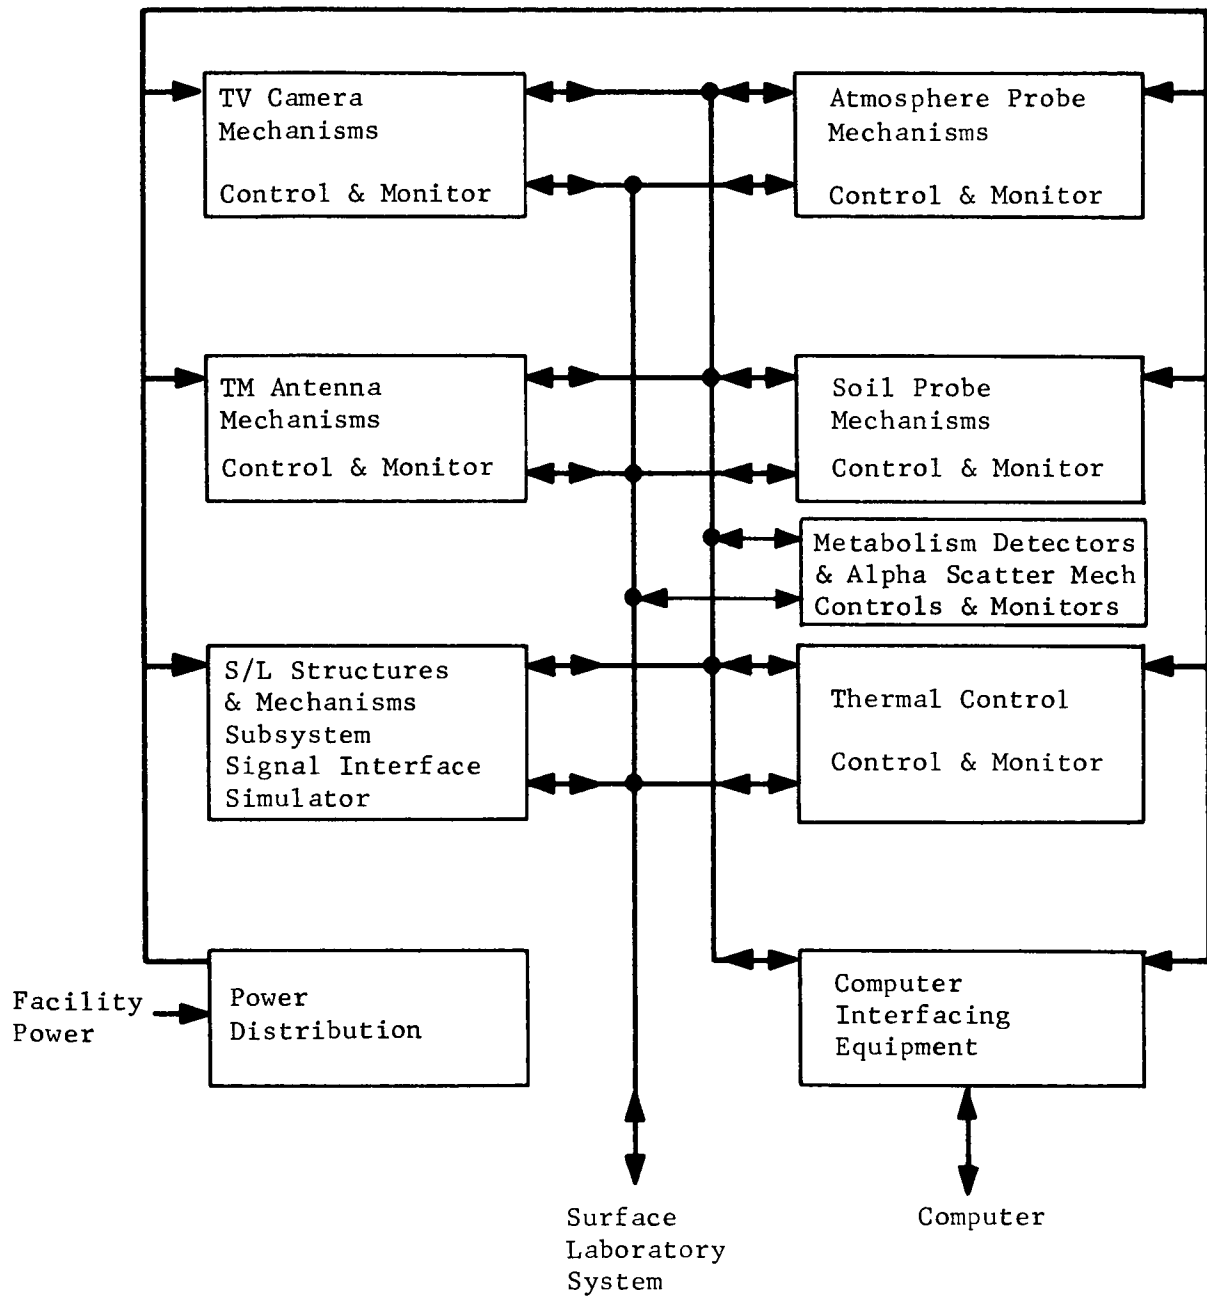 TV Camera
Mechanisms
Control & Monitor
Atmosphere Probe
Mechanisms
Control & Monitor
TM Antenna
Mechanisms
Control & Monitor
Soil Probe
Mechanisms
Control & Monitor
Metabolism Detectors
& Alpha Scatter Mech
Controls & Monitors
S/L Structures
& Mechanisms
Subsystem
Signal Interface
Simulator
Thermal Control
Control & Monitor
Facility
Power
Power
Distribution
Computer
Interfacing
Equipment
Surface
Laboratory
System
Computer